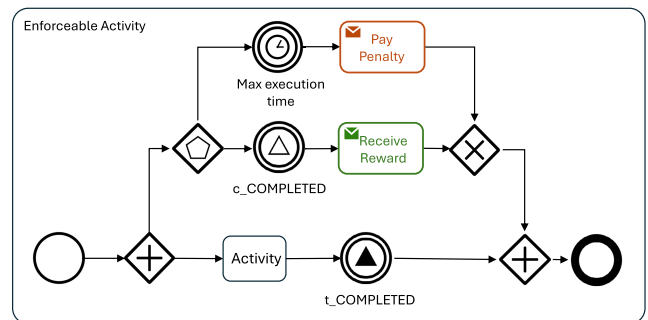 Enforceable Activity
Pay
Penalty
Max execution
time
Receive
Reward
c_COMPLETED
Activity
t_COMPLETED